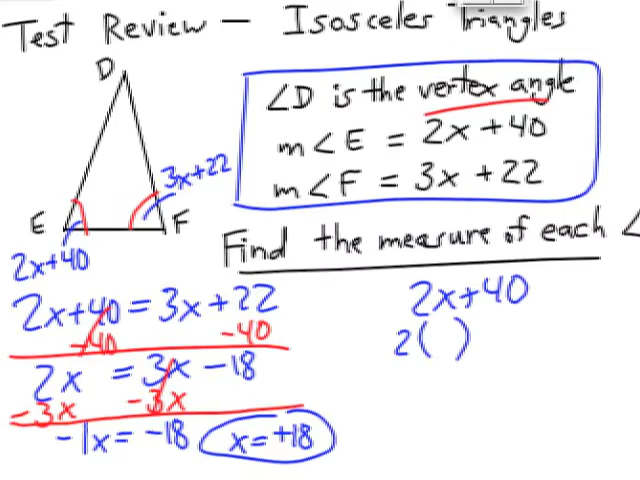 Test Review – Isosceles Triangles
D
∠D is the vertex angle
m∠E = 2x+40
m∠F = 3x+22
3x+22
E
F
2x+40
Find the measure of each ∠
2x+40 = 3x+22
-40 -40
2x = 3x -18
-3x -3x
-1x = -18
x = +18
2x+40
2( )